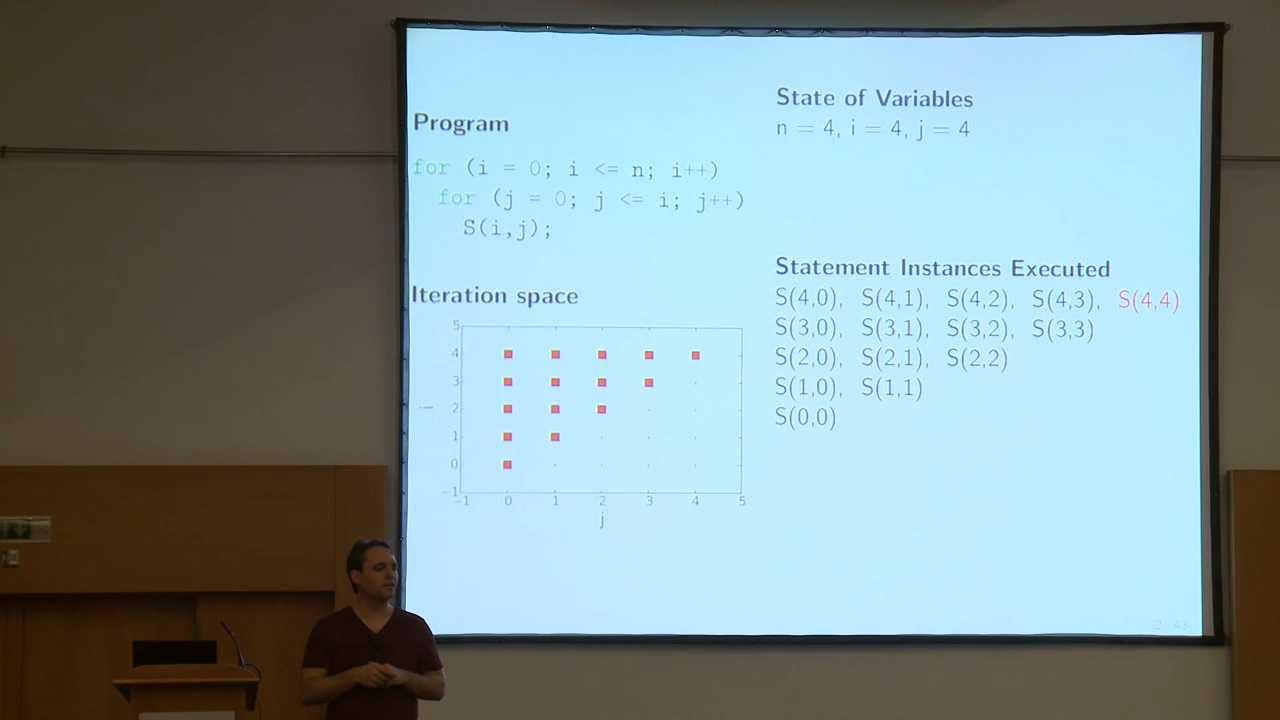 Program
for (i = 0; i <= n; i++)
for (j = 0; j <= i; j++)
S(i,j);
Iteration space
5
4
3
2
1
0
−1
i
−1 0 1 2 3 4 5
j
State of Variables
n = 4, i = 4, j = 4
Statement Instances Executed
S(4,0), S(4,1), S(4,2), S(4,3), S(4,4)
S(3,0), S(3,1), S(3,2), S(3,3)
S(2,0), S(2,1), S(2,2)
S(1,0), S(1,1)
S(0,0)
2 43